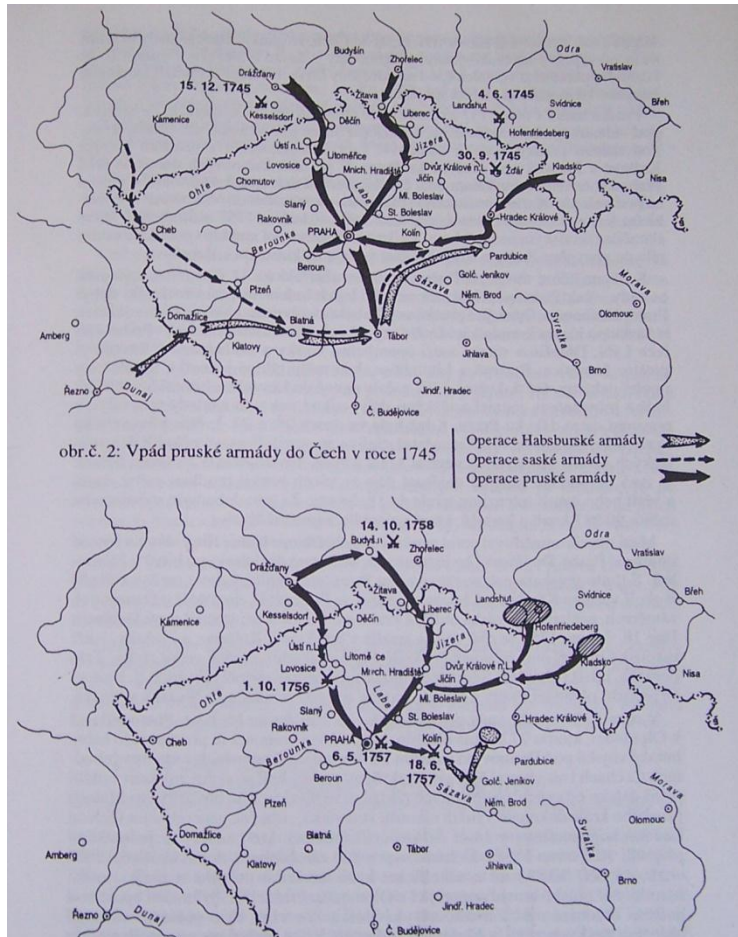 Budyšín
Zhořelec
Odra
Vratislav
Drážďany
15. 12. 1745
Kesselsdorf
Kamenice
Žitava
Liberec
4. 6. 1745
Landshut
Svídnice
Břeh
Hofenfriedeberg
Děčín
Ústí n.L.
Jizera
30. 9. 1745
Litoměřice
Lovosice
Mnich. Hradiště
Dvůr Králové n.L.
Žďár
Kladsko
Nisa
Chomutov
Ohře
Labe
Jičín
Ml. Boleslav
Slaný
St. Boleslav
Hradec Králové
Cheb
Rakovník
PRAHA
Kolín
Berounka
Beroun
Pardubice
Sázava
Golč. Jeníkov
Plzeň
Něm. Brod
Morava
Olomouc
Domažlice
Blatná
Tábor
Svratka
Amberg
Klatovy
Jihlava
Brno
Řezno
Dunaj
Jindř. Hradec
Č. Budějovice
obr.č. 2: Vpád pruské armády do Čech v roce 1745
Operace Habsburské armády
Operace saské armády
Operace pruské armády
14. 10. 1758
Budyš.n
Zhořelec
Odra
Vratislav
Drážďany
Kesselsdorf
Kamenice
Žitava
Liberec
Landshut
Svídnice
Břeh
Hofenfriedeberg
Děčín
Jizera
Ústí n.L.
Lovosice
Litomě ce
Mnich. Hradiště
Dvůr Králové n.L.
Kladsko
Nisa
1. 10. 1756
Ohře
Labe
Jičín
Ml. Boleslav
Slaný
St. Boleslav
Hradec Králové
Cheb
Rakovník
PRAHA
Kolín
6. 5. 1757
18. 6.
1757
Berounka
Beroun
Pardubice
Sázava
Golč. Jeníkov
Plzeň
Něm. Brod
Morava
Olomouc
Domažlice
Blatná
Tábor
Svratka
Amberg
Klatovy
Jihlava
Brno
Řezno
Dunaj
Jindř. Hradec
Č. Budějovice